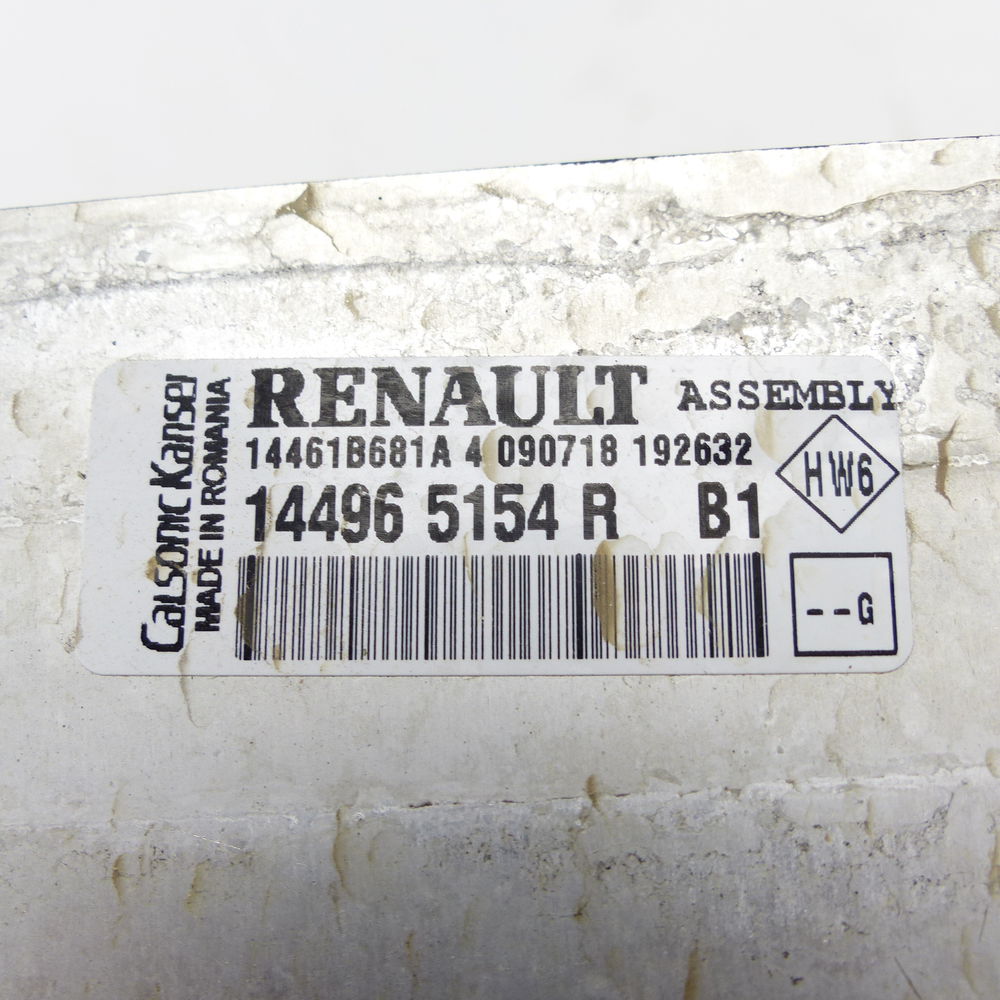 Calsonic Kansei
MADE IN ROMANIA
RENAULT ASSEMBLY
14461B681A 4 090718 192632
14496 5154 R B1
HW6
--G